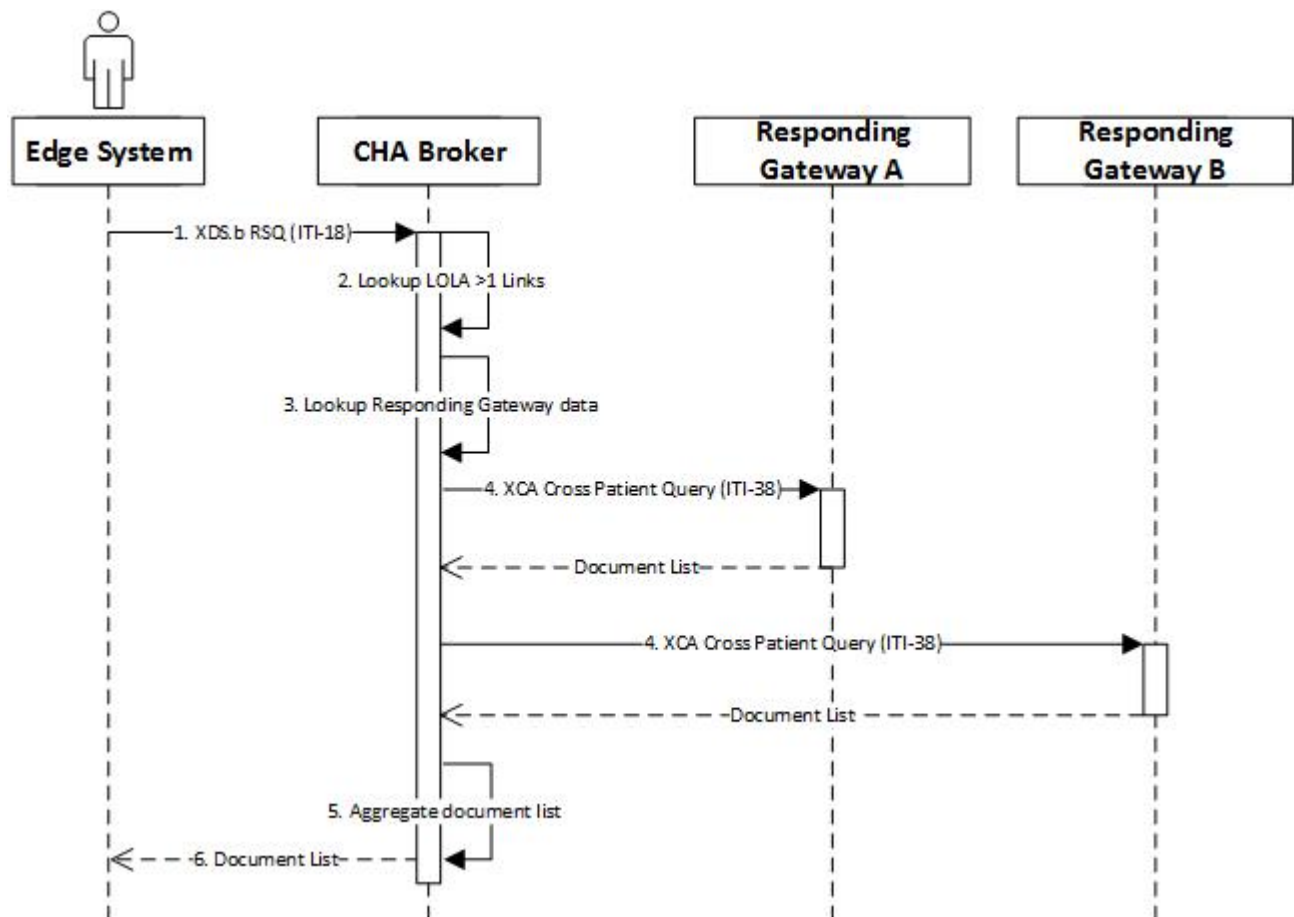 Edge System
CHA Broker
Responding
Gateway A
Responding
Gateway B
1. XDS.b RSQ (ITI-18)
2. Lookup LOLA >1 Links
3. Lookup Responding Gateway data
4. XCA Cross Patient Query (ITI-38)
Document List
4. XCA Cross Patient Query (ITI-38)
Document List
5. Aggregate document list
6. Document List